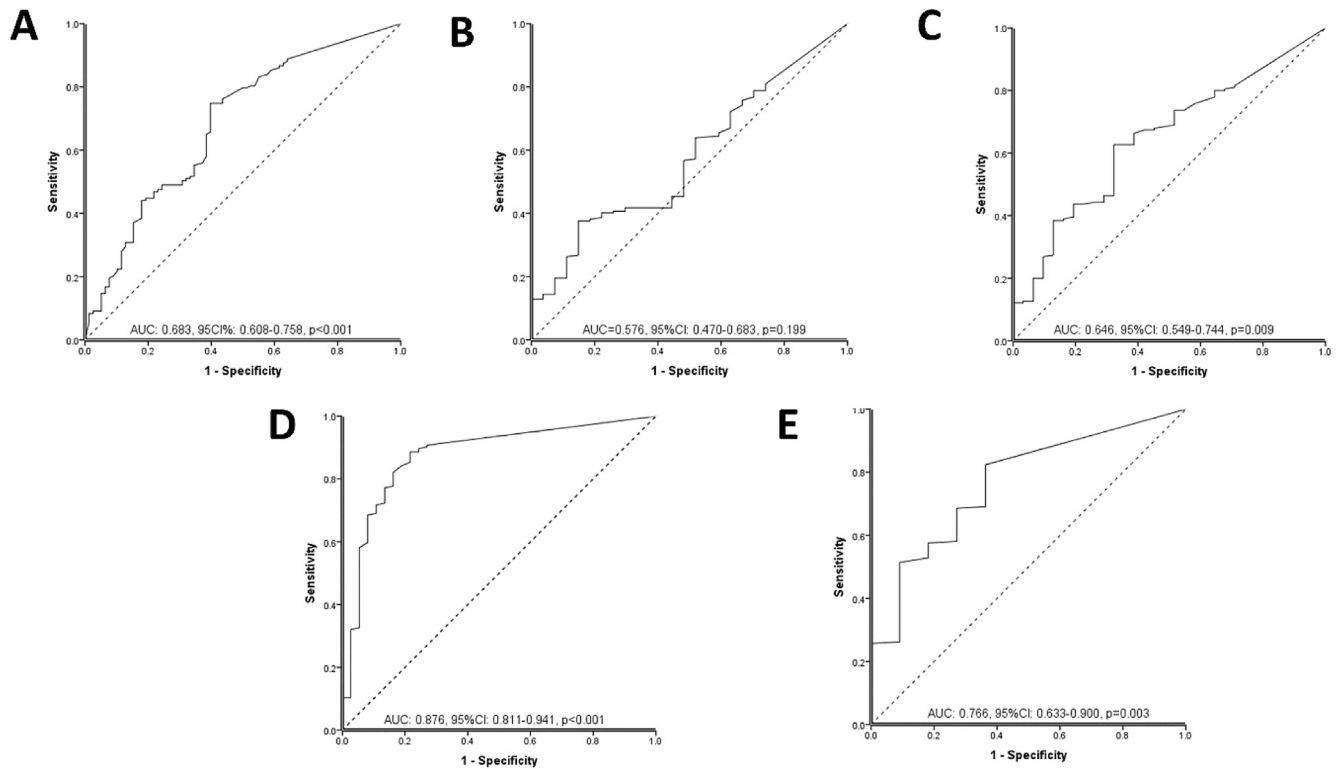 A
1.0
0.8
0.6
0.4
0.2
0.0
Sensitivity
AUC: 0.683, 95CI%: 0.608-0.758, p<0.001
0.0 0.2 0.4 0.6 0.8 1.0
1 - Specificity
B
1.0
0.8
0.6
0.4
0.2
0.0
Sensitivity
AUC=0.576, 95%CI: 0.470-0.683, p=0.199
0.0 0.2 0.4 0.6 0.8 1.0
1 - Specificity
C
1.0
0.8
0.6
0.4
0.2
0.0
Sensitivity
AUC: 0.646, 95%CI: 0.549-0.744, p=0.009
0.0 0.2 0.4 0.6 0.8 1.0
1 - Specificity
D
1.0
0.8
0.6
0.4
0.2
0.0
Sensitivity
AUC: 0.876, 95%CI: 0.811-0.941, p<0.001
0.0 0.2 0.4 0.6 0.8 1.0
1 - Specificity
E
1.0
0.8
0.6
0.4
0.2
0.0
Sensitivity
AUC: 0.766, 95%CI: 0.633-0.900, p=0.003
0.0 0.2 0.4 0.6 0.8 1.0
1 - Specificity